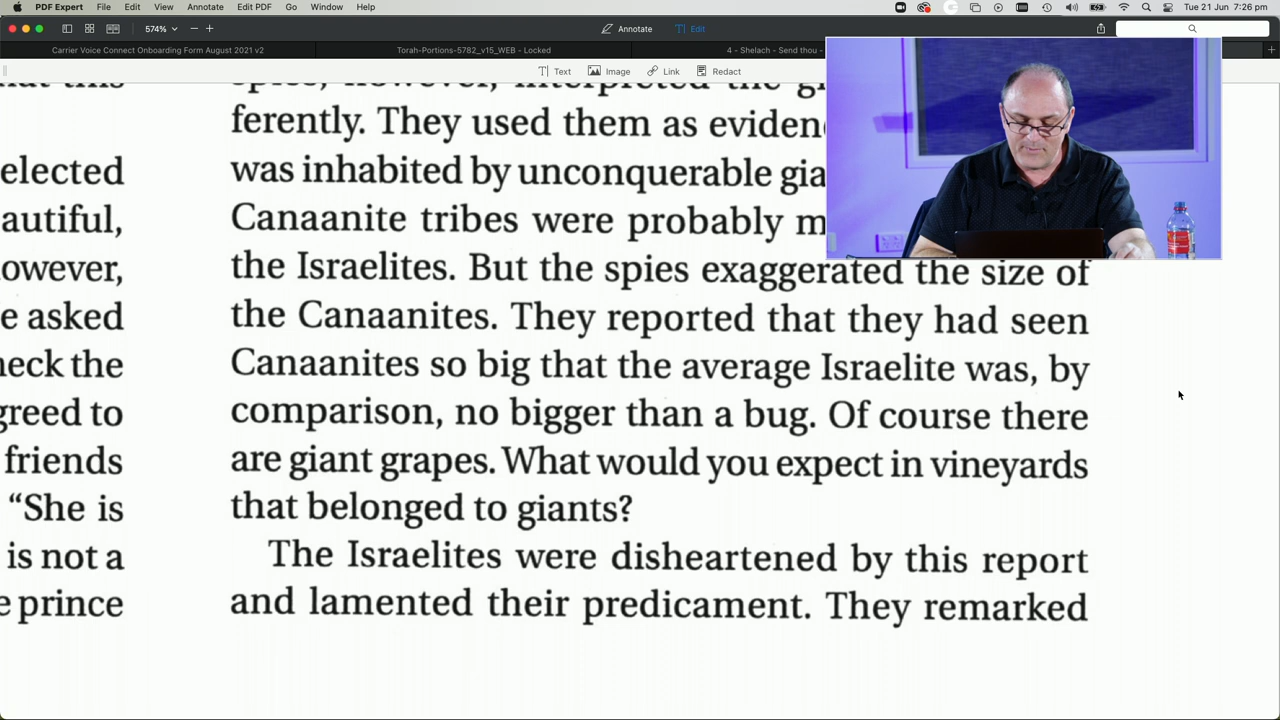 PDF Expert File Edit View Annotate Edit PDF Go Window Help Tue 21 Jun 7:26 pm
574% Annotate Edit
Carrier Voice Connect Onboarding Form August 2021 v2 Torah-Portions-5782_v15_WEB - Locked 4 - Shelach - Send thou -
Text Image Link Redact
elected
autiful,
owever,
e asked
eck the
greed to
friends
“She is
is not a
e prince
spies, however, interpreted the
ferently. They used them as eviden
was inhabited by unconquerable gia
Canaanite tribes were probably m
the Israelites. But the spies exaggerated the size of
the Canaanites. They reported that they had seen
Canaanites so big that the average Israelite was, by
comparison, no bigger than a bug. Of course there
are giant grapes. What would you expect in vineyards
that belonged to giants?
The Israelites were disheartened by this report
and lamented their predicament. They remarked